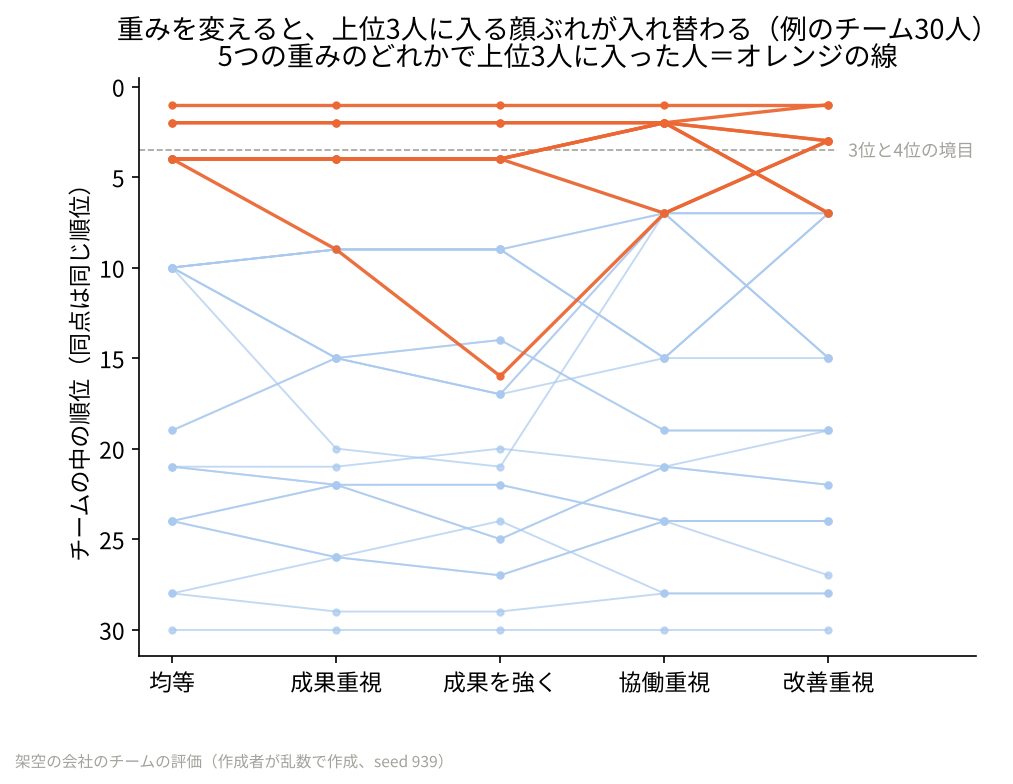 重みを変えると、上位3人に入る顔ぶれが入れ替わる（例のチーム30人）
5つの重みのどれかで上位3人に入った人＝オレンジの線
チームの中の順位（同点は同じ順位）
0
5
10
15
20
25
30
3位と4位の境目
均等
成果重視
成果を強く
協働重視
改善重視
架空の会社のチームの評価（作成者が乱数で作成、seed 939）